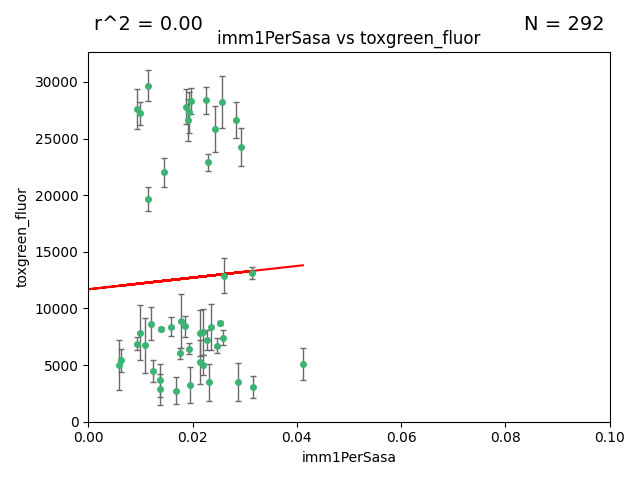 r^2 = 0.00
N = 292
imm1PerSasa vs toxgreen_fluor
30000
25000
20000
15000
10000
5000
0
toxgreen_fluor
0.00
0.02
0.04
0.06
0.08
0.10
imm1PerSasa